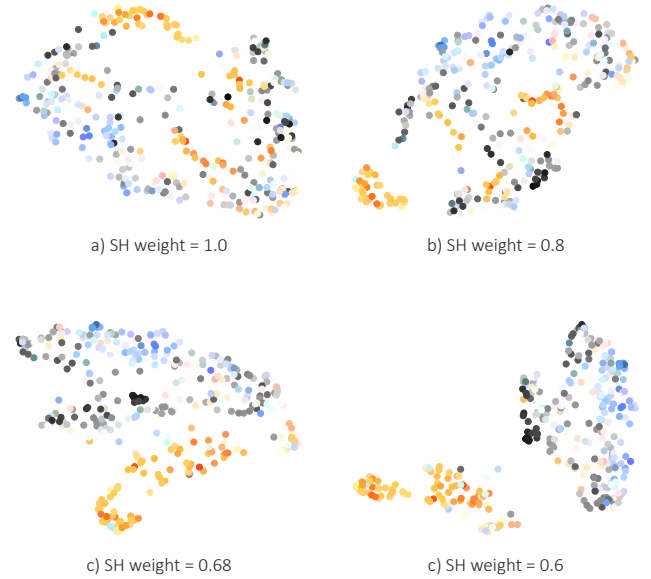 a) SH weight = 1.0
b) SH weight = 0.8
c) SH weight = 0.68
c) SH weight = 0.6